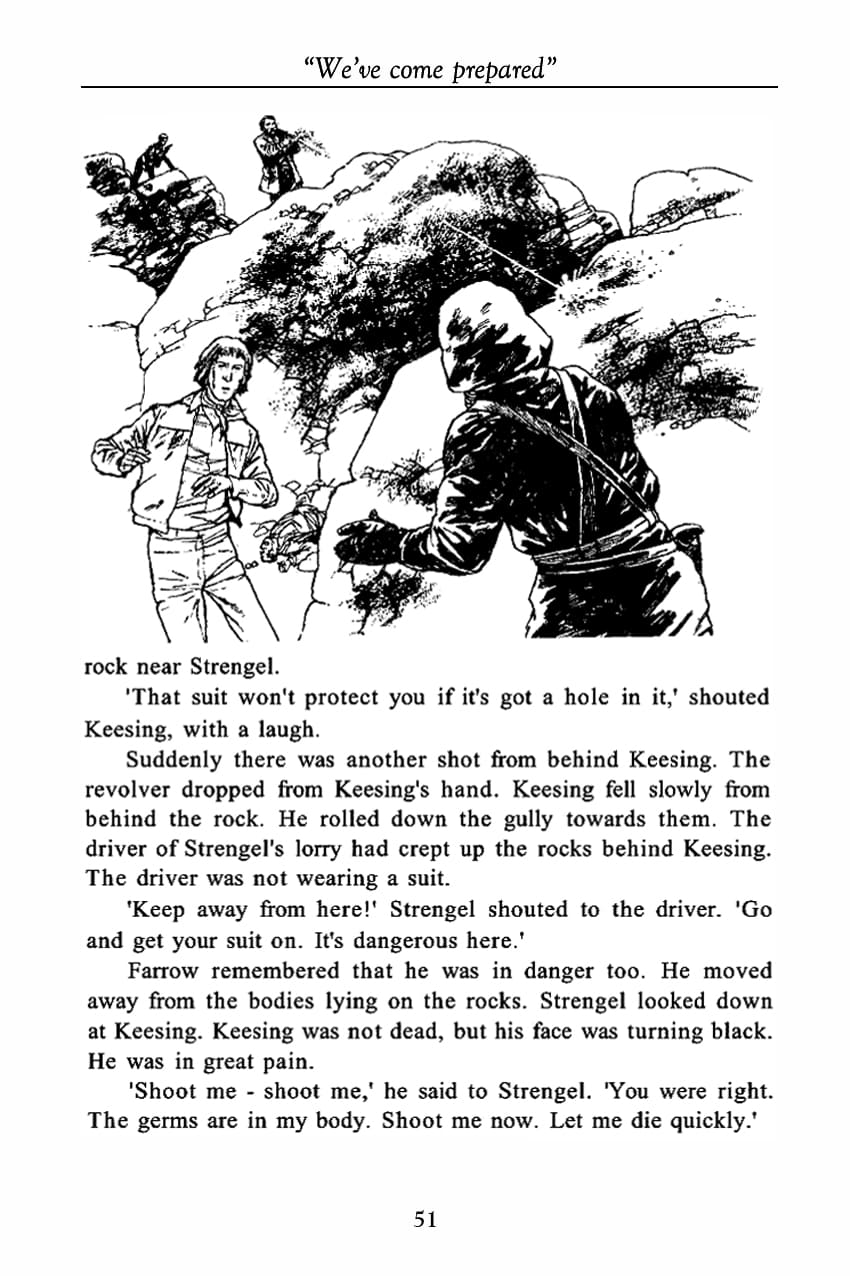 “We’ve come prepared”
rock near Strengel.
'That suit won't protect you if it's got a hole in it,' shouted
Keesing, with a laugh.
Suddenly there was another shot from behind Keesing. The
revolver dropped from Keesing's hand. Keesing fell slowly from
behind the rock. He rolled down the gully towards them. The
driver of Strengel's lorry had crept up the rocks behind Keesing.
The driver was not wearing a suit.
'Keep away from here!' Strengel shouted to the driver. 'Go
and get your suit on. It's dangerous here.'
Farrow remembered that he was in danger too. He moved
away from the bodies lying on the rocks. Strengel looked down
at Keesing. Keesing was not dead, but his face was turning black.
He was in great pain.
'Shoot me - shoot me,' he said to Strengel. 'You were right.
The germs are in my body. Shoot me now. Let me die quickly.'
51